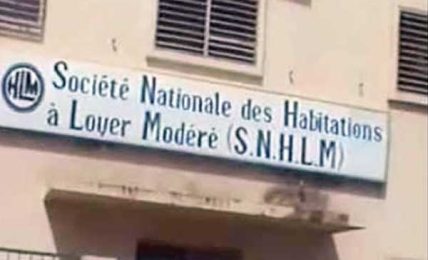 HLM Société Nationale des Habitations
à Loyer Modéré (S.N.H.L.M)